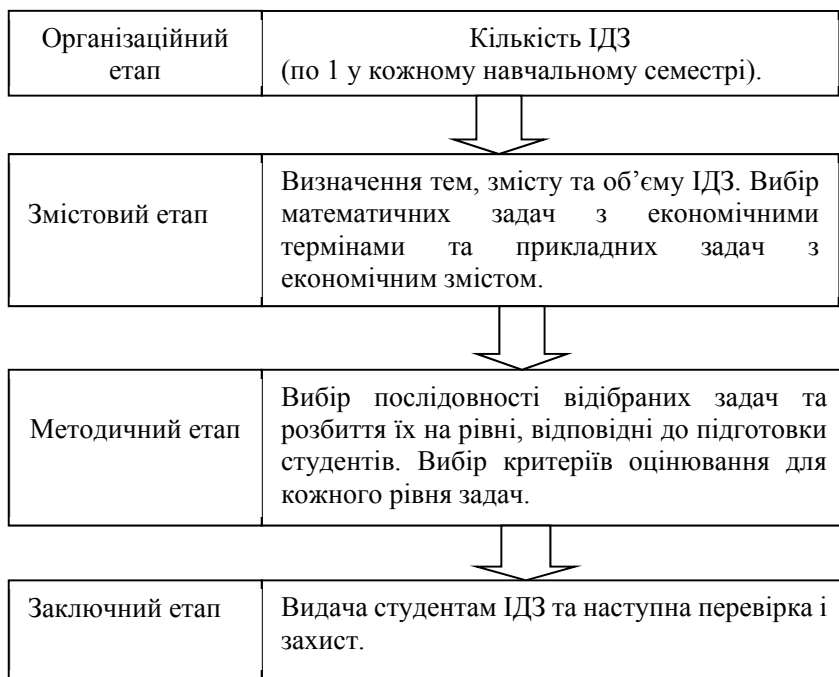 Організаційний
етап
Кількість ІДЗ
(по 1 у кожному навчальному семестрі).
Змістовий етап
Визначення тем, змісту та об’єму ІДЗ. Вибір
математичних задач з економічними
термінами та прикладних задач з
економічним змістом.
Методичний етап
Вибір послідовності відібраних задач та
розбиття їх на рівні, відповідні до підготовки
студентів. Вибір критеріїв оцінювання для
кожного рівня задач.
Заключний етап
Видача студентам ІДЗ та наступна перевірка і
захист.